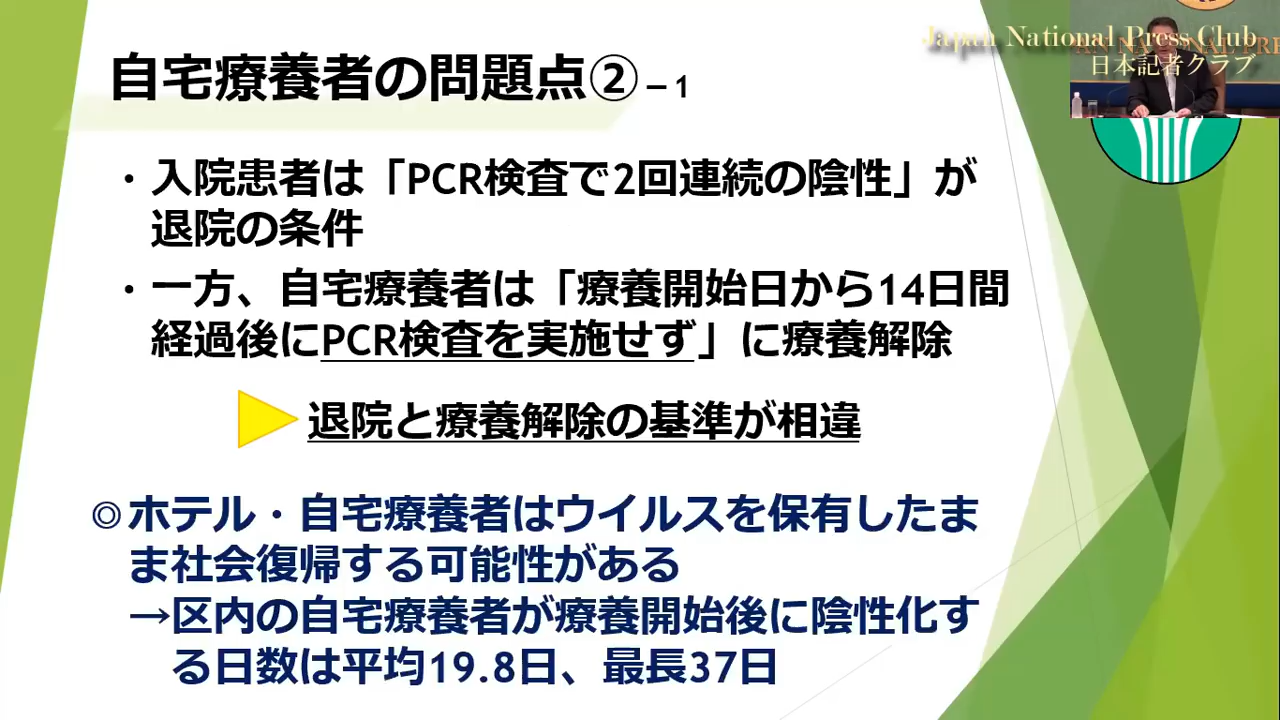 Japan National Press Club
日本記者クラブ
自宅療養者の問題点②－1
・入院患者は「PCR検査で2回連続の陰性」が
退院の条件
・一方、自宅療養者は「療養開始日から14日間
経過後にPCR検査を実施せず」に療養解除
退院と療養解除の基準が相違
◎ホテル・自宅療養者はウイルスを保有したま
ま社会復帰する可能性がある
→区内の自宅療養者が療養開始後に陰性化す
る日数は平均19.8日、最長37日